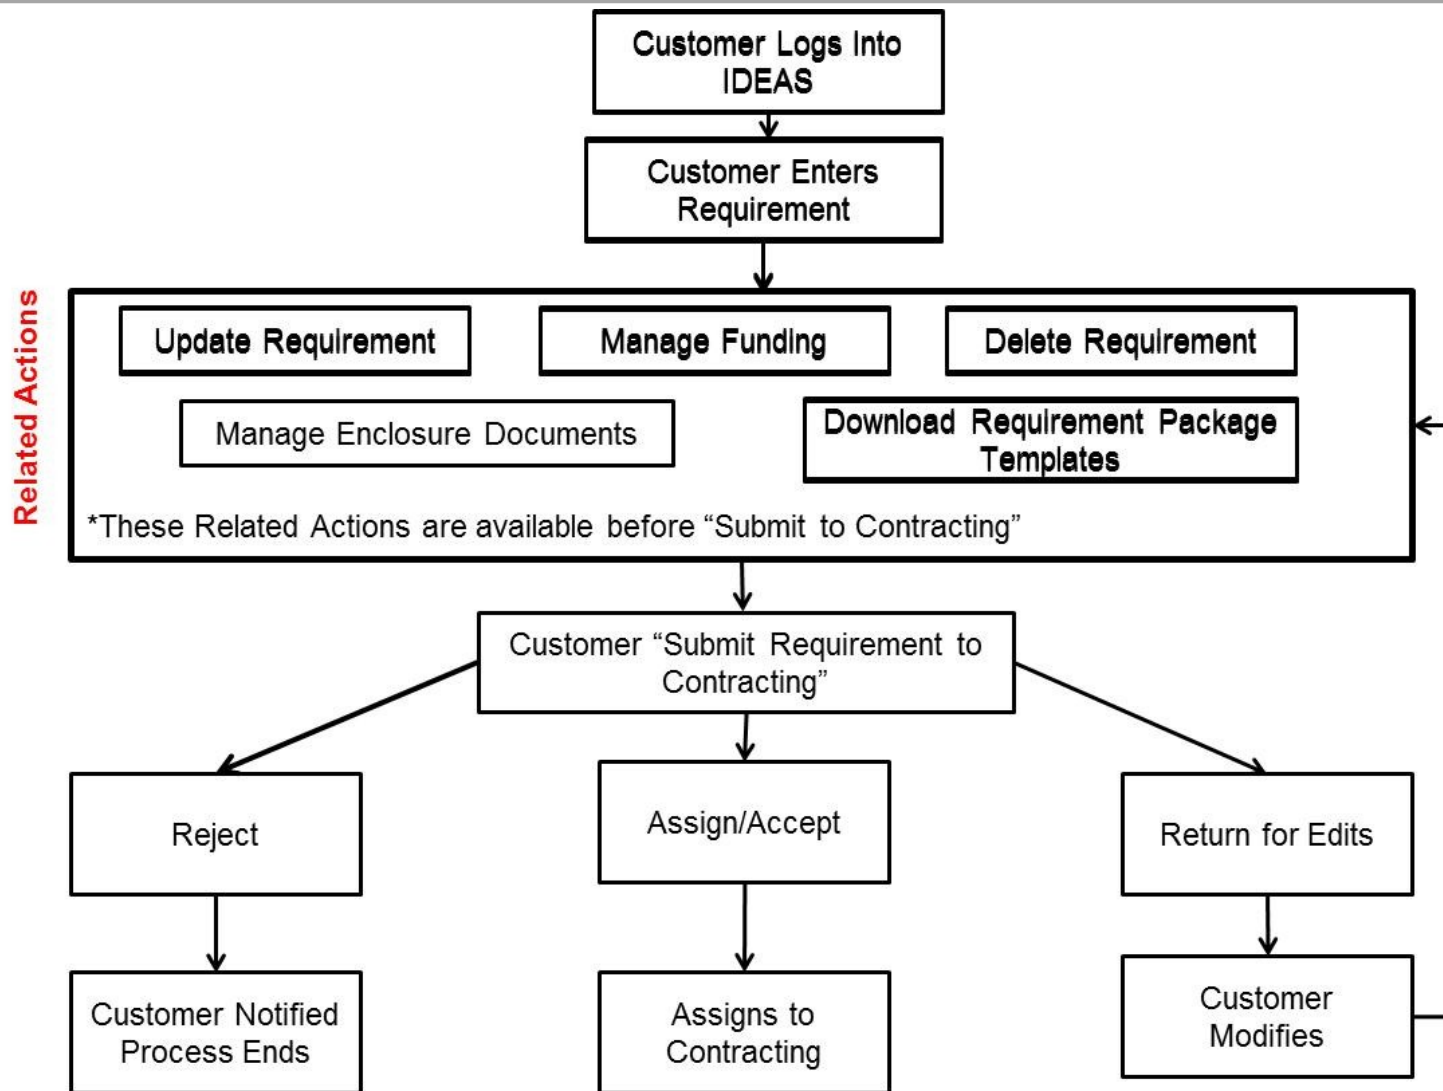 Customer Logs Into
IDEAS
Customer Enters
Requirement
Related Actions
Update Requirement
Manage Funding
Delete Requirement
Manage Enclosure Documents
Download Requirement Package
Templates
*These Related Actions are available before “Submit to Contracting”
Customer “Submit Requirement to
Contracting”
Reject
Assign/Accept
Return for Edits
Customer Notified
Process Ends
Assigns to
Contracting
Customer
Modifies